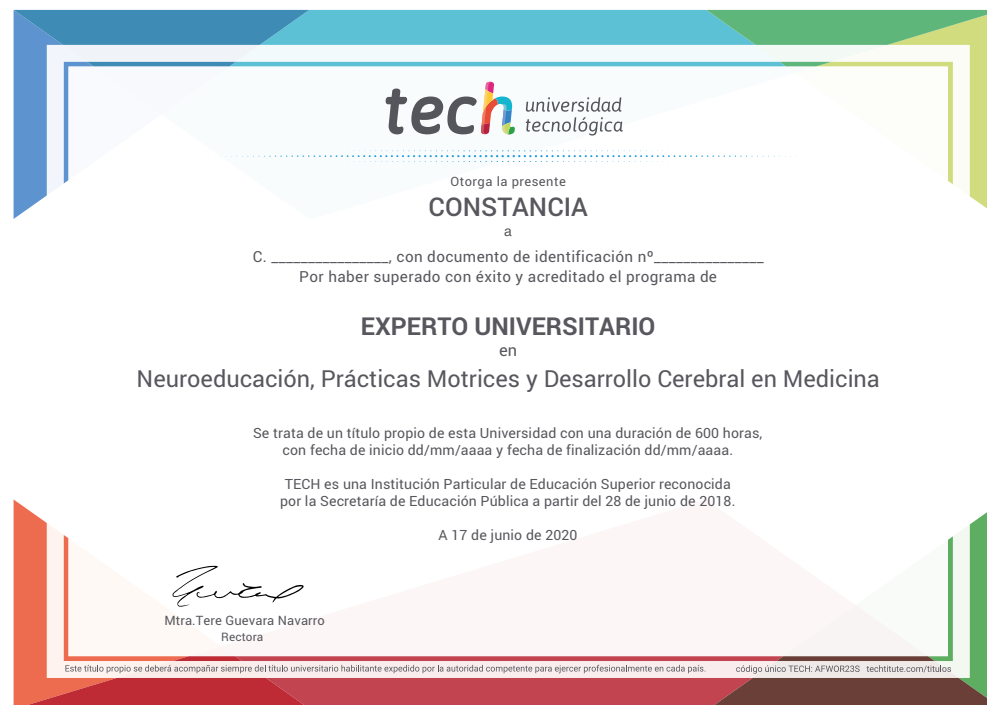 tech universidad
tecnológica
Otorga la presente
CONSTANCIA
a
C. ________________, con documento de identificación nº_______________
Por haber superado con éxito y acreditado el programa de
EXPERTO UNIVERSITARIO
en
Neuroeducación, Prácticas Motrices y Desarrollo Cerebral en Medicina
Se trata de un título propio de esta Universidad con una duración de 600 horas,
con fecha de inicio dd/mm/aaaa y fecha de finalización dd/mm/aaaa.
TECH es una Institución Particular de Educación Superior reconocida
por la Secretaría de Educación Pública a partir del 28 de junio de 2018.
A 17 de junio de 2020
Mtra.Tere Guevara Navarro
Rectora
Este título propio se deberá acompañar siempre del título universitario habilitante expedido por la autoridad competente para ejercer profesionalmente en cada país. código único TECH: AFWOR23S techtitute.com/titulos